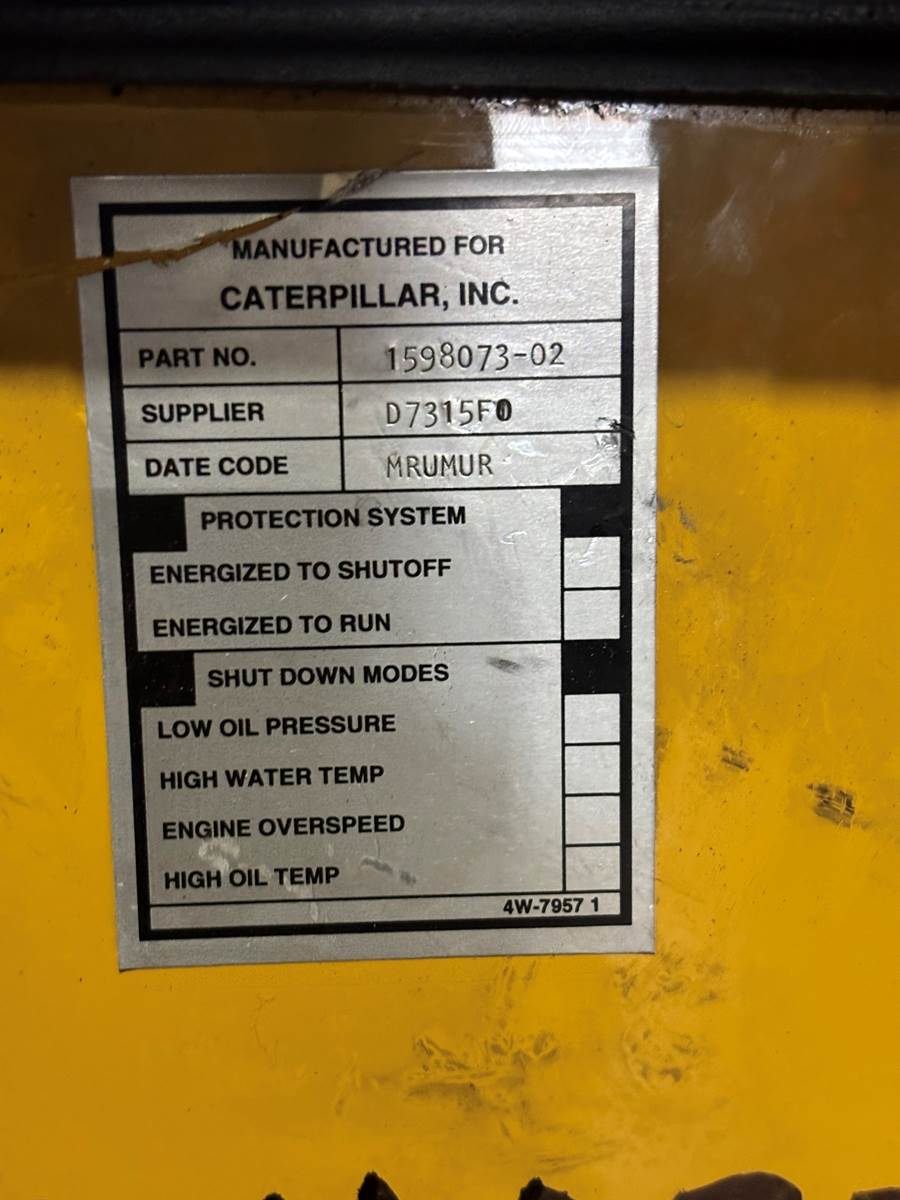 MANUFACTURED FOR
CATERPILLAR, INC.
PART NO. 1598073-02
SUPPLIER D7315F0
DATE CODE MRUMUR
PROTECTION SYSTEM
ENERGIZED TO SHUTOFF
ENERGIZED TO RUN
SHUT DOWN MODES
LOW OIL PRESSURE
HIGH WATER TEMP
ENGINE OVERSPEED
HIGH OIL TEMP
4W-7957 1